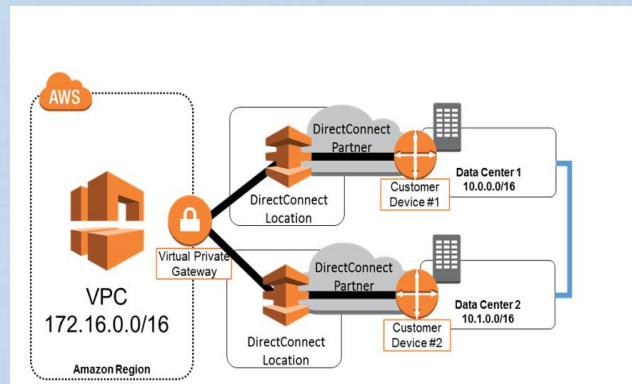 AWS
VPC
172.16.0.0/16
Amazon Region
Virtual Private
Gateway
DirectConnect
Partner
DirectConnect
Location
Customer
Device #1
Data Center 1
10.0.0.0/16
DirectConnect
Partner
DirectConnect
Location
Customer
Device #2
Data Center 2
10.1.0.0/16